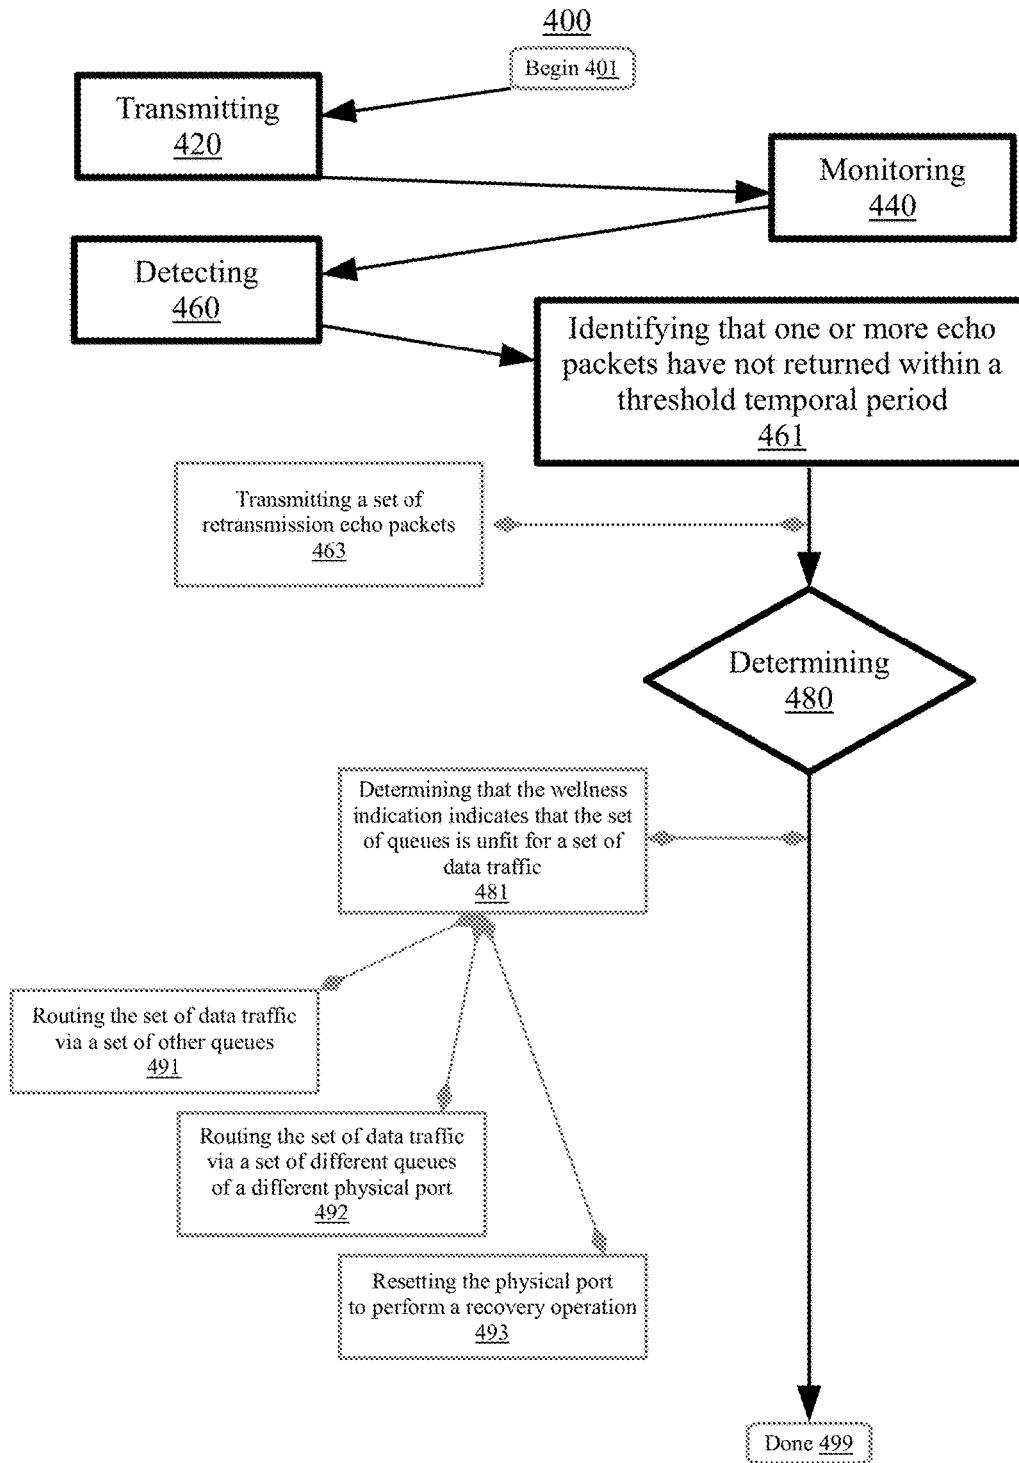 400
Begin 401
Transmitting
420
Monitoring
440
Detecting
460
Identifying that one or more echo
packets have not returned within a
threshold temporal period
461
Transmitting a set of
retransmission echo packets
463
Determining
480
Determining that the wellness
indication indicates that the set
of queues is unfit for a set of
data traffic
481
Routing the set of data traffic
via a set of other queues
491
Routing the set of data traffic
via a set of different queues
of a different physical port
492
Resetting the physical port
to perform a recovery operation
493
Done 499